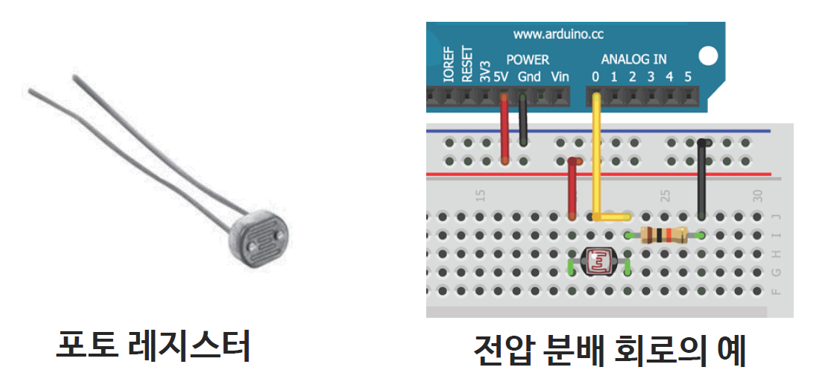 www.arduino.cc
POWER
ANALOG IN
IOREF
RESET
3V3
5V Gnd Vin
0 1 2 3 4 5
15
25
30
J
I
H
G
F
포토 레지스터
전압 분배 회로의 예